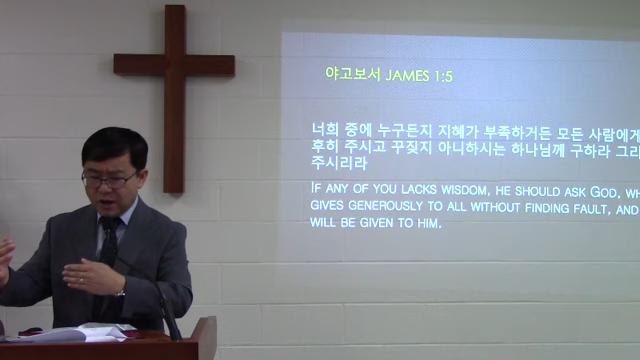 야고보서 JAMES 1:5
너희 중에 누구든지 지혜가 부족하거든 모든 사람에게
후히 주시고 꾸짖지 아니하시는 하나님께 구하라
주시리라
IF ANY OF YOU LACKS WISDOM, HE SHOULD ASK GOD,
GIVES GENEROUSLY TO ALL WITHOUT FINDING FAULT, AND
WILL BE GIVEN TO HIM.